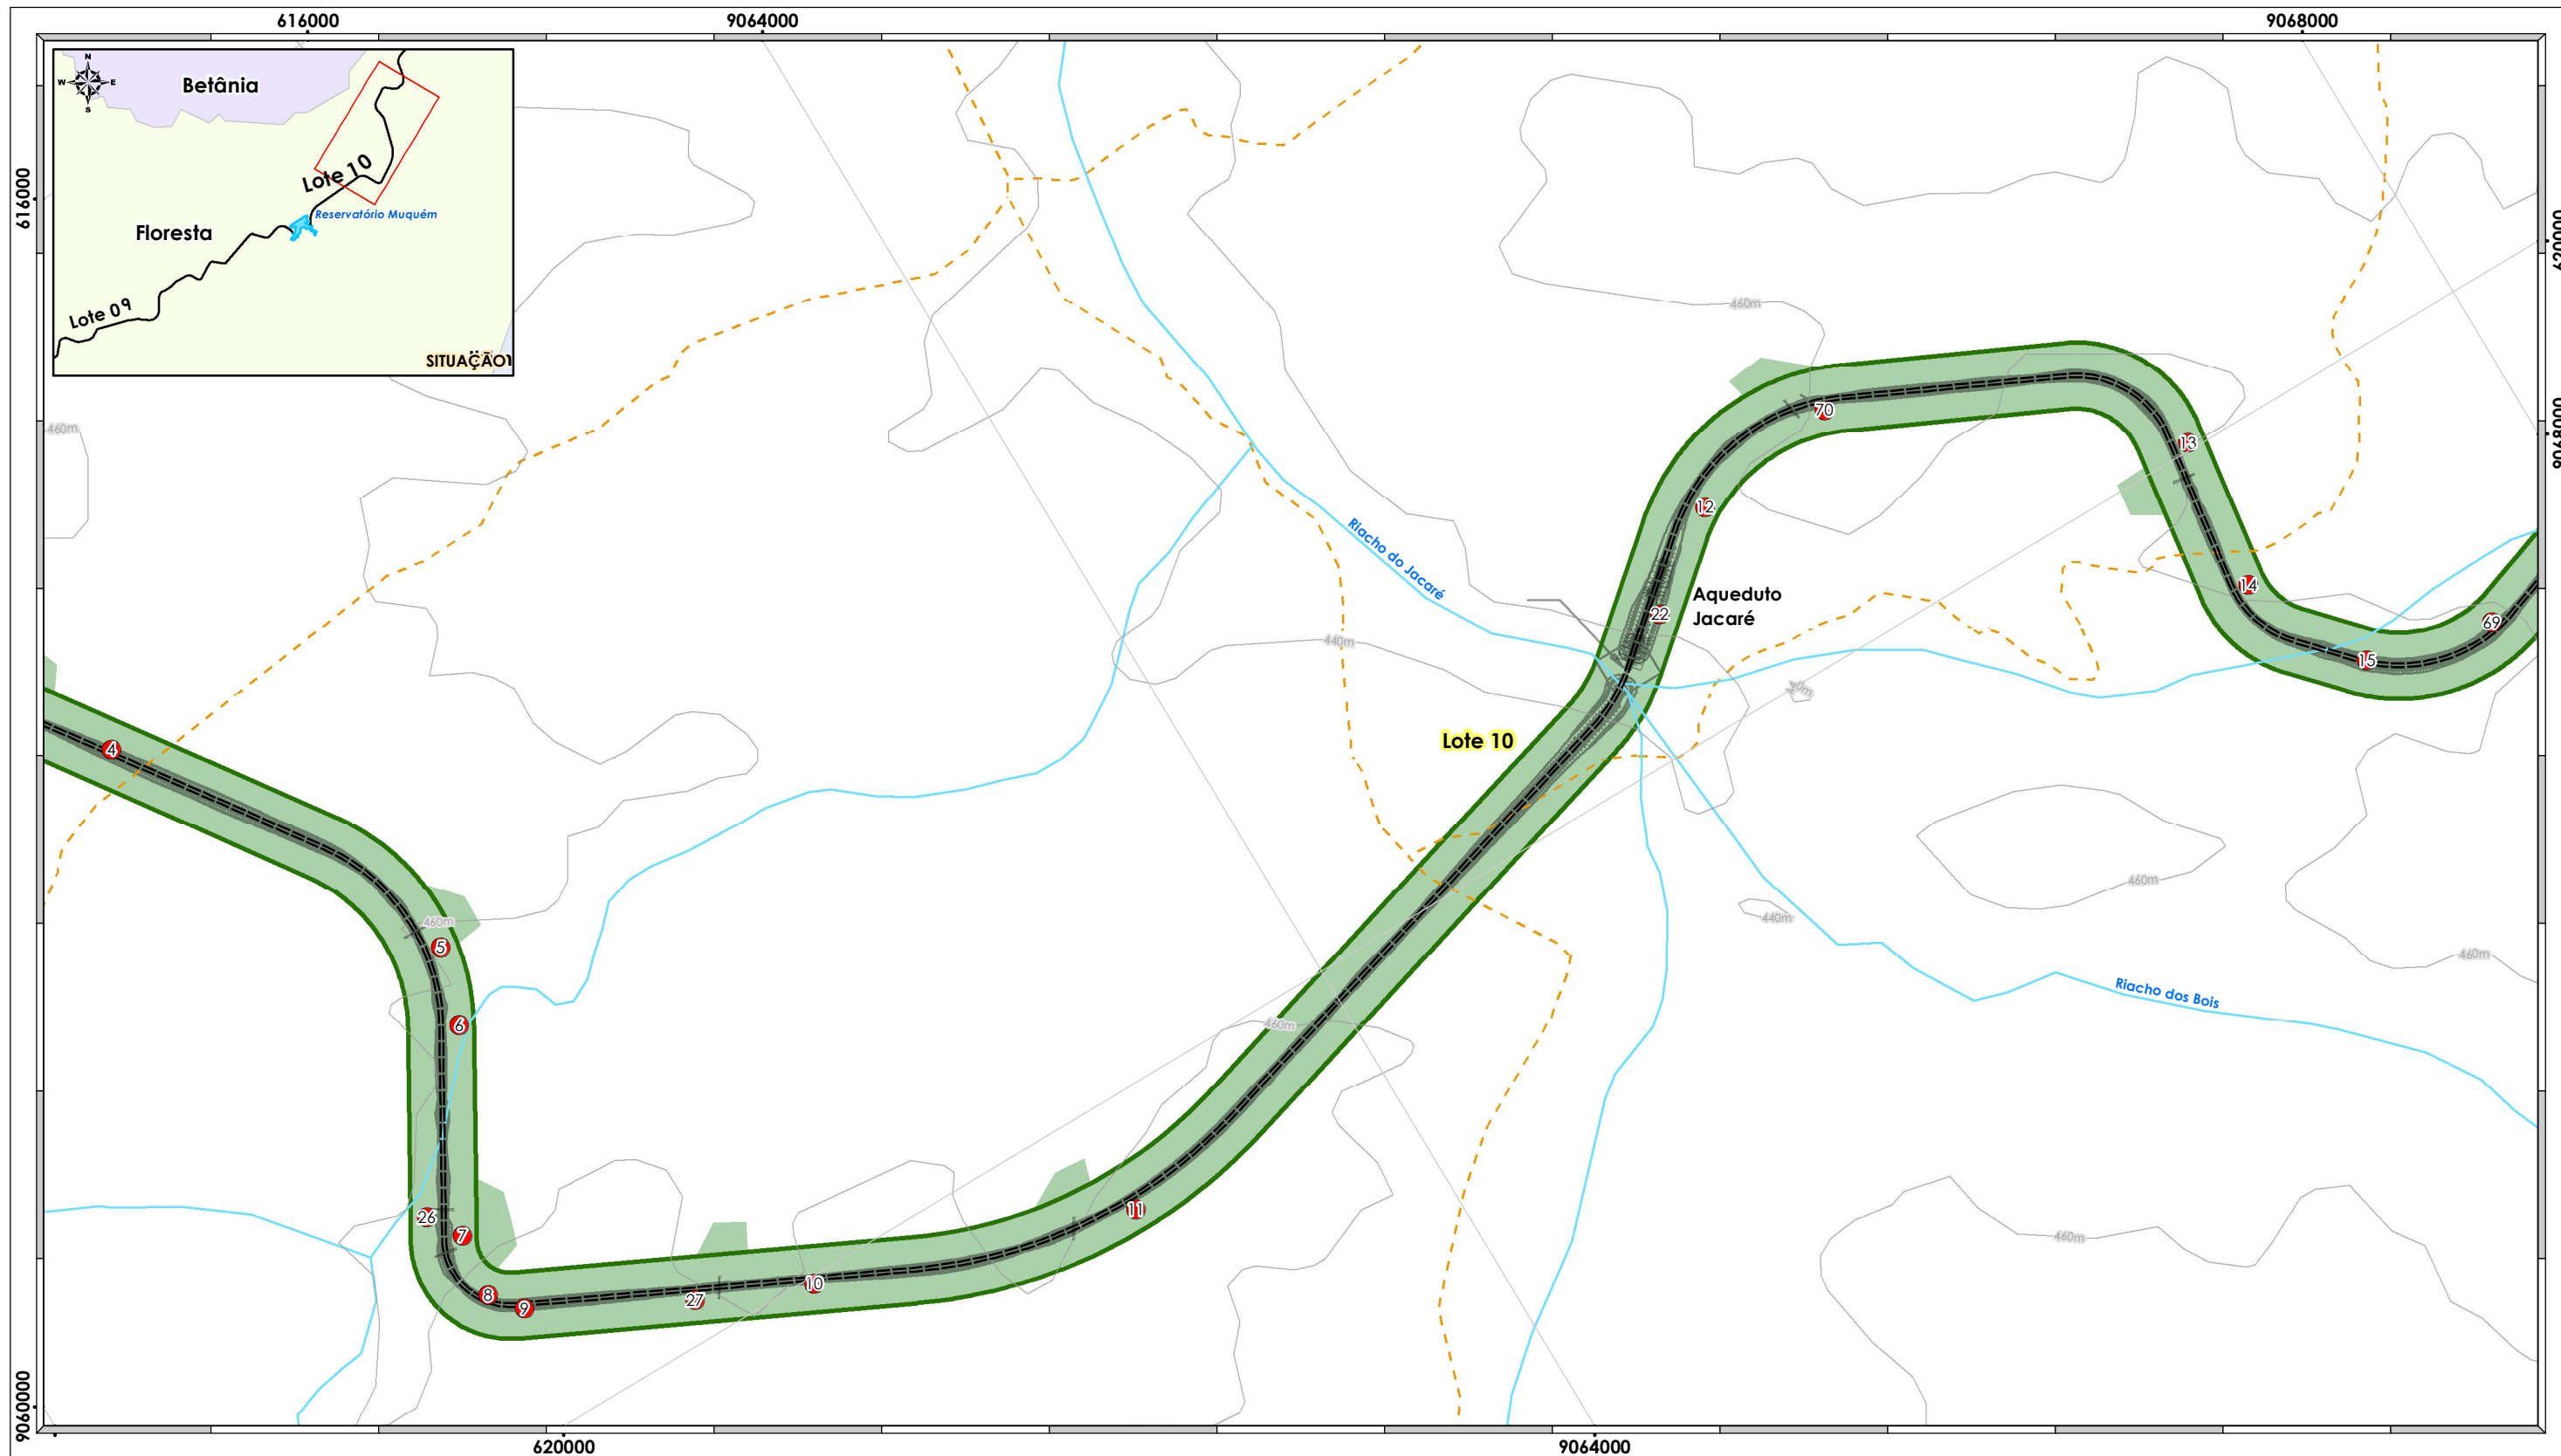 616000
9064000
9068000
616000
9060000
620000
9068000
620000
9064000
N
W
E
S
Betânia
Lote 10
Reservatório Muquém
Floresta
Lote 09
SITUAÇÃO
460m
460m
70
13
12
Riacho do Jacaré
14
22
Aqueduto
Jacaré
69
440m
15
Lote 10
4
460m
440m
460m
5
460m
Riacho dos Bois
6
460m
11
26
7
460m
10
8
27
9